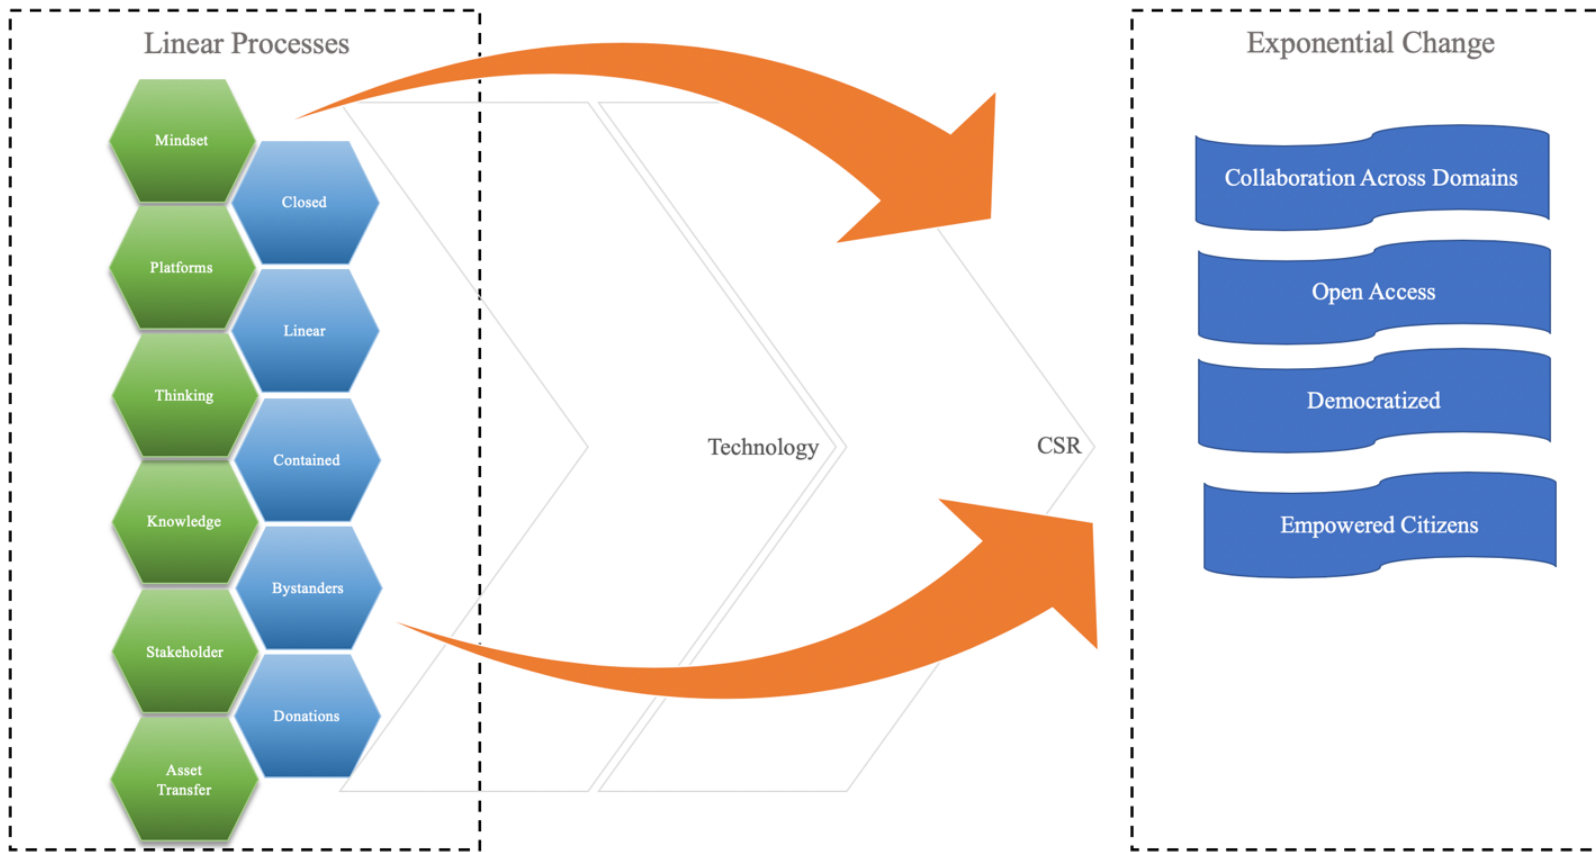 Linear Processes
Mindset
Closed
Platforms
Linear
Thinking
Contained
Knowledge
Bystanders
Stakeholder
Donations
Asset
Transfer
Technology
CSR
Exponential Change
Collaboration Across Domains
Open Access
Democratized
Empowered Citizens